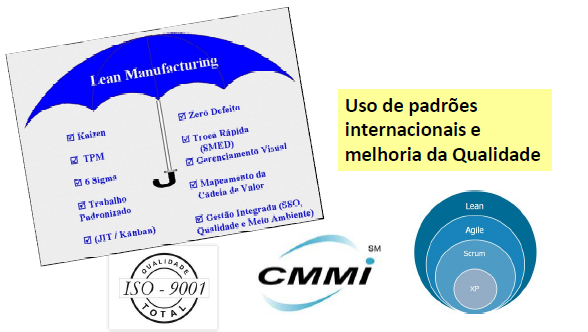 Lean Manufacturing
☑ Kaizen
☑ TPM
☑ 6 Sigma
☑ Trabalho
Padronizado
☑ (JIT / Kanban)
☑ Zero Defeito
☑ Troca Rápida
(SMED)
☑ Gerenciamento Visual
☑ Mapeamento da
Cadeia de Valor
☑ Gestão Integrada (S&O,
Qualidade e Meio Ambiente)
Uso de padrões
internacionais e
melhoria da Qualidade
Lean
Agile
Scrum
XP
QUALIDADE
ISO - 9001
TOTAL
CMMI
SM